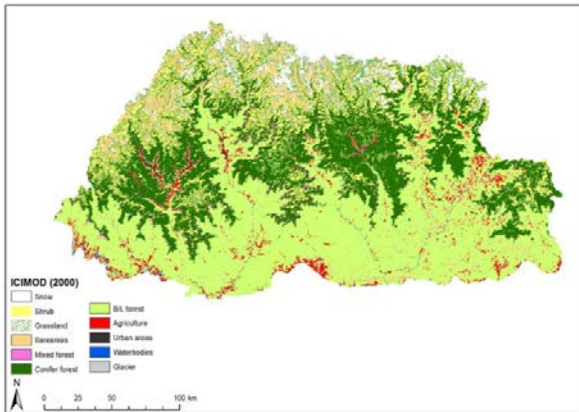 ICIMOD (2000)
Snow
Shrub
Grassland
Bareareas
Mixed forest
Conifer forest
B/L forest
Agriculture
Urban areas
Waterbodies
Glacier
N
0 25 50 100 km